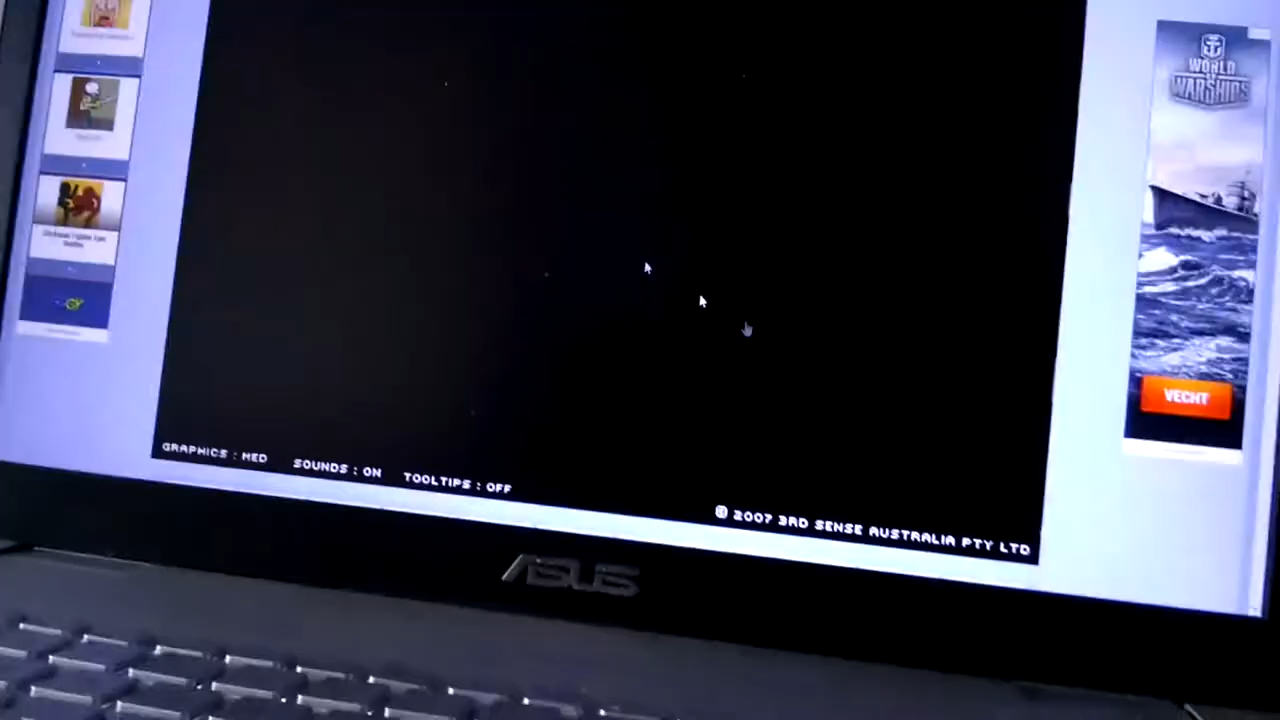 WORLD
OF
WARSHIPS
VECHT
GRAPHICS : MED SOUNDS : ON TOOLTIPS : OFF
© 2007 3RD SENSE AUSTRALIA PTY LTD
ASUS